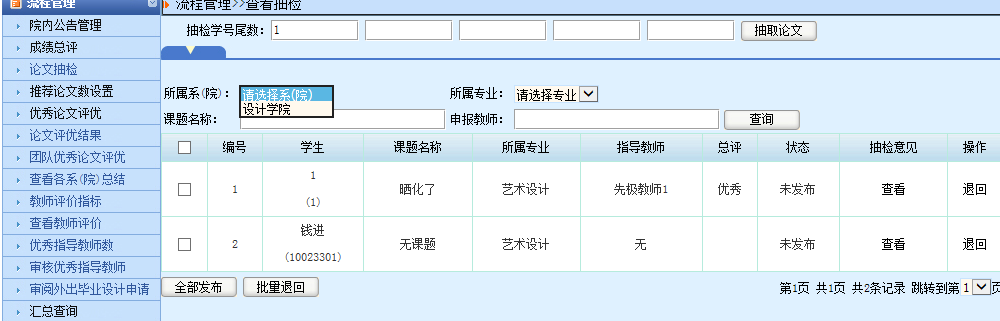 流程管理
院内公告管理
成绩总评
论文抽检
推荐论文数设置
优秀论文评优
论文评优结果
团队优秀论文评优
查看各系(院)总结
教师评价指标
查看教师评价
优秀指导教师数
审核优秀指导教师
审阅外出毕业设计申请
汇总查询
流程管理>>查看抽检
抽检学号尾数: 1 抽取论文
所属系(院): 请选择系(院) 所属专业: 请选择专业
设计学院
课题名称: 申报教师: 查询
编号 学生 课题名称 所属专业 指导教师 总评 状态 抽检意见 操作
1 1 晒化了 艺术设计 先极教师1 优秀 未发布 查看 退回
(1)
2 钱进 无课题 艺术设计 无 未发布 查看 退回
(10023301)
全部发布 批量退回 第1页 共1页 共2条记录 跳转到第 1 页